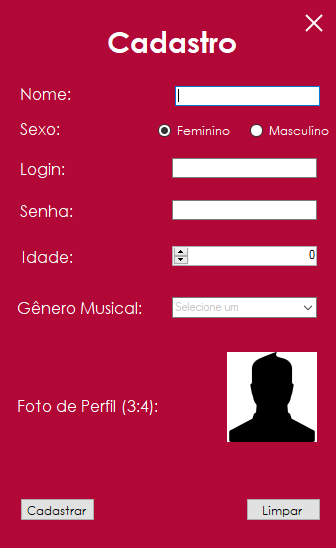 Cadastro
Nome:
Sexo: Feminino Masculino
Login:
Senha:
Idade: 0
Gênero Musical: Selecione um
Foto de Perfil (3:4):
Cadastrar Limpar